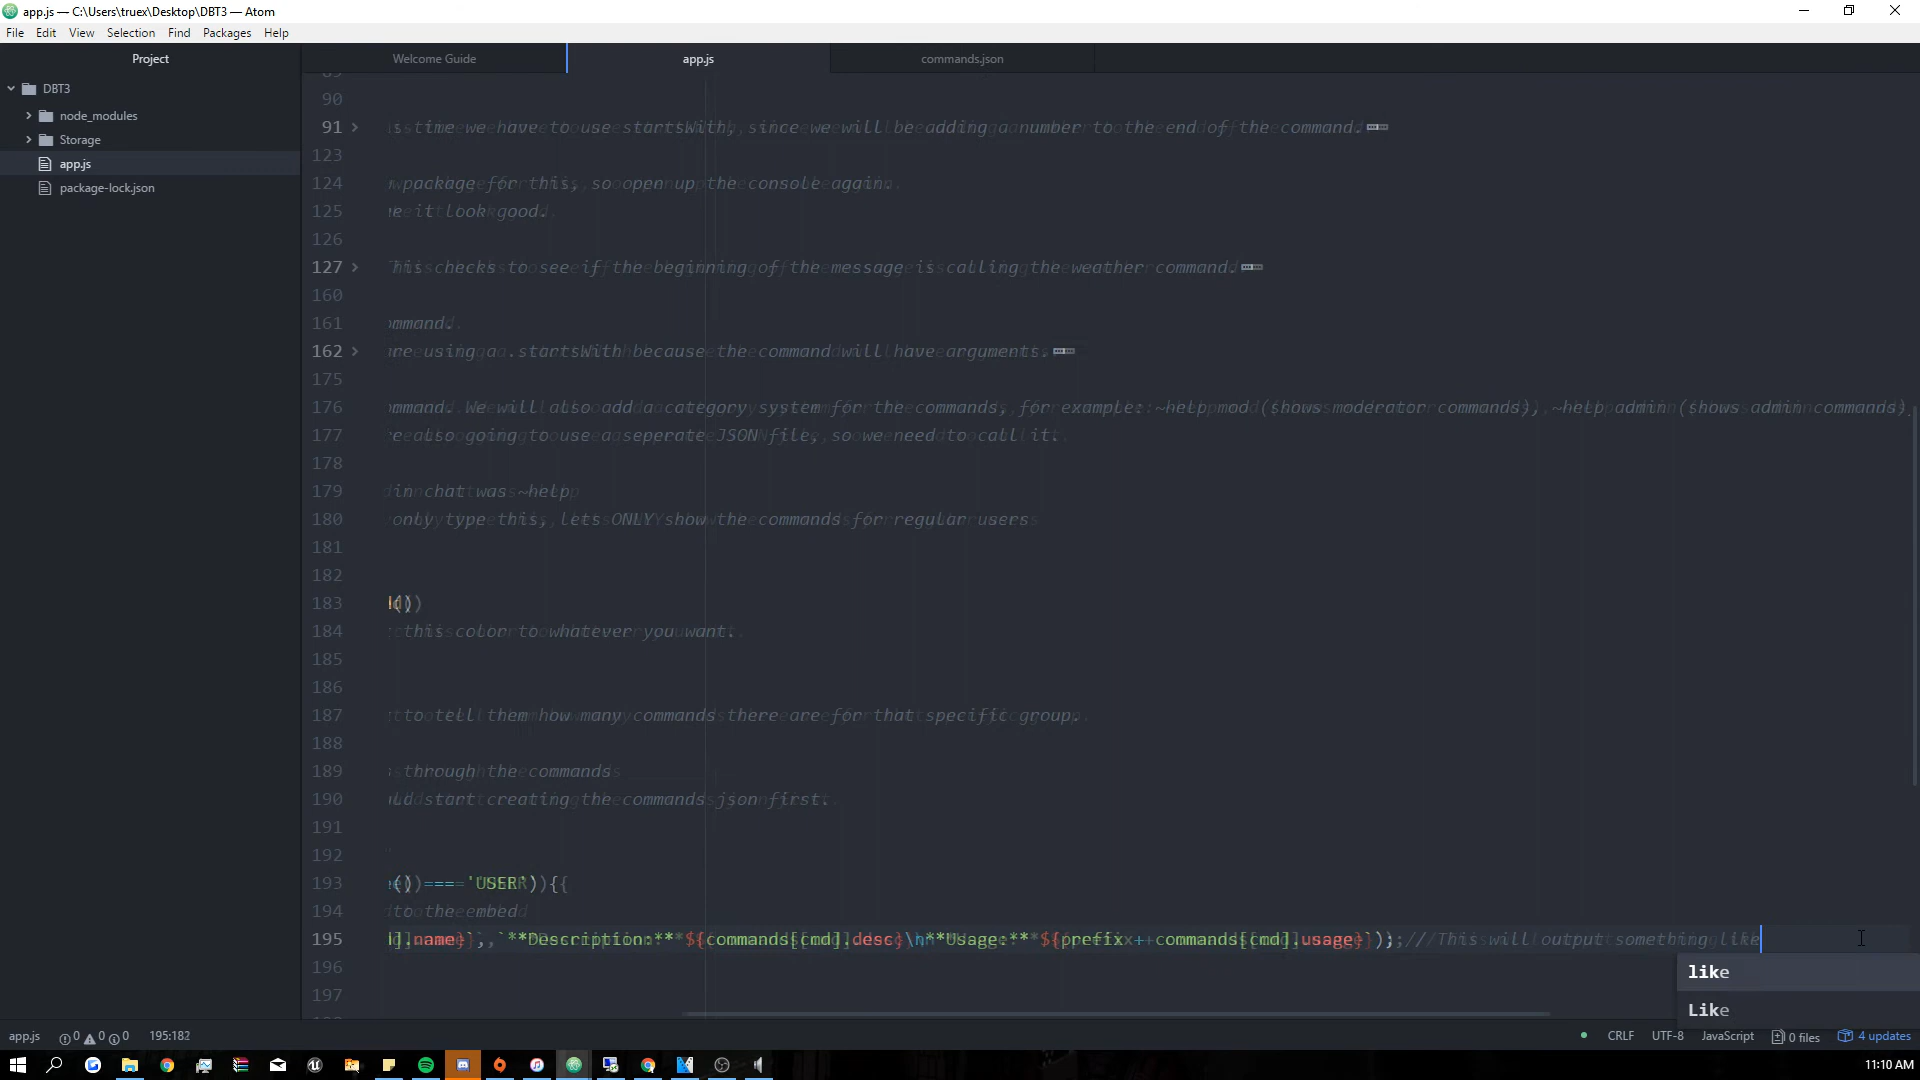 app.js — C:\Users\truex\Desktop\DBT3 — Atom
File Edit View Selection Find Packages Help
Project
Welcome Guide
app.js
commands.json
DBT3
node_modules
Storage
app.js
package-lock.json
90
91 is time we have to use startsWith, since we will be adding a number to the end of the command.
123
124 package for this, so open up the console again.
125 it look good.
126
127 This checks to see if the beginning of the message is calling the weather command.
160
161 ommand.
162 are using a .startsWith because the command will have arguments.
175
176 ommand. We will also add a category system for the commands, for example: ~help mod (shows moderator commands), ~help admin (shows admin commands).
177 e also going to use a seperate JSON file, so we need to call it.
178
179 in chat was ~help
180 only type this, lets ONLY show the commands for regular users
181
182
183 ())
184 this color to whatever you want.
185
186
187 to tell them how many commands there are for that specific group.
188
189 through the commands
190 uld start creating the commands json first.
191
192
193 () === 'USER'){
194 to the embed
195 ].name}`, `**Description:** ${commands[cmd].desc}\n**Usage:** ${prefix + commands[cmd].usage}`); // This will output something like
196
197
like
Like
app.js 0 0 0 195:182
CRLF UTF-8 JavaScript 0 files 4 updates
11:10 AM